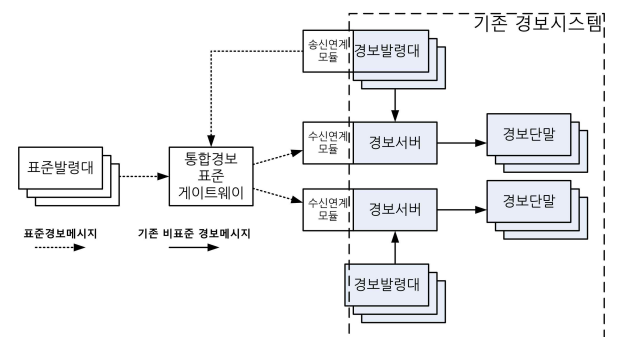 기존 경보시스템
송신연계
모듈
경보발령대
수신연계
모듈
경보서버
경보단말
표준발령대
통합경보
표준
게이트웨이
수신연계
모듈
경보서버
경보단말
표준경보메시지
기존 비표준 경보메시지
경보발령대